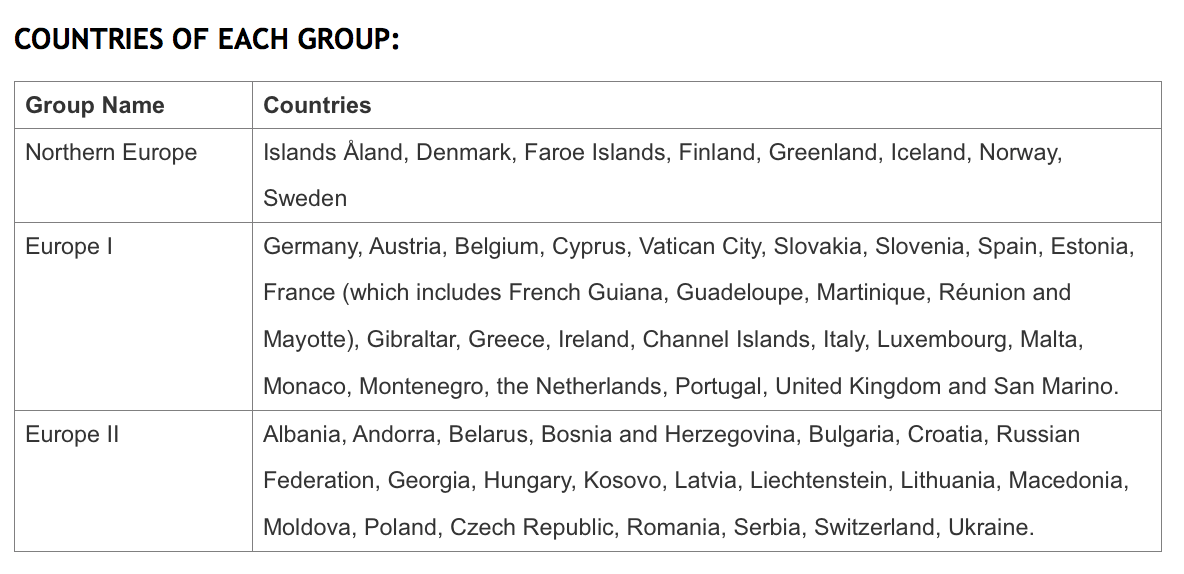 COUNTRIES OF EACH GROUP:
Group Name Countries
Northern Europe Islands Åland, Denmark, Faroe Islands, Finland, Greenland, Iceland, Norway,
Sweden
Europe I Germany, Austria, Belgium, Cyprus, Vatican City, Slovakia, Slovenia, Spain, Estonia,
France (which includes French Guiana, Guadeloupe, Martinique, Réunion and
Mayotte), Gibraltar, Greece, Ireland, Channel Islands, Italy, Luxembourg, Malta,
Monaco, Montenegro, the Netherlands, Portugal, United Kingdom and San Marino.
Europe II Albania, Andorra, Belarus, Bosnia and Herzegovina, Bulgaria, Croatia, Russian
Federation, Georgia, Hungary, Kosovo, Latvia, Liechtenstein, Lithuania, Macedonia,
Moldova, Poland, Czech Republic, Romania, Serbia, Switzerland, Ukraine.